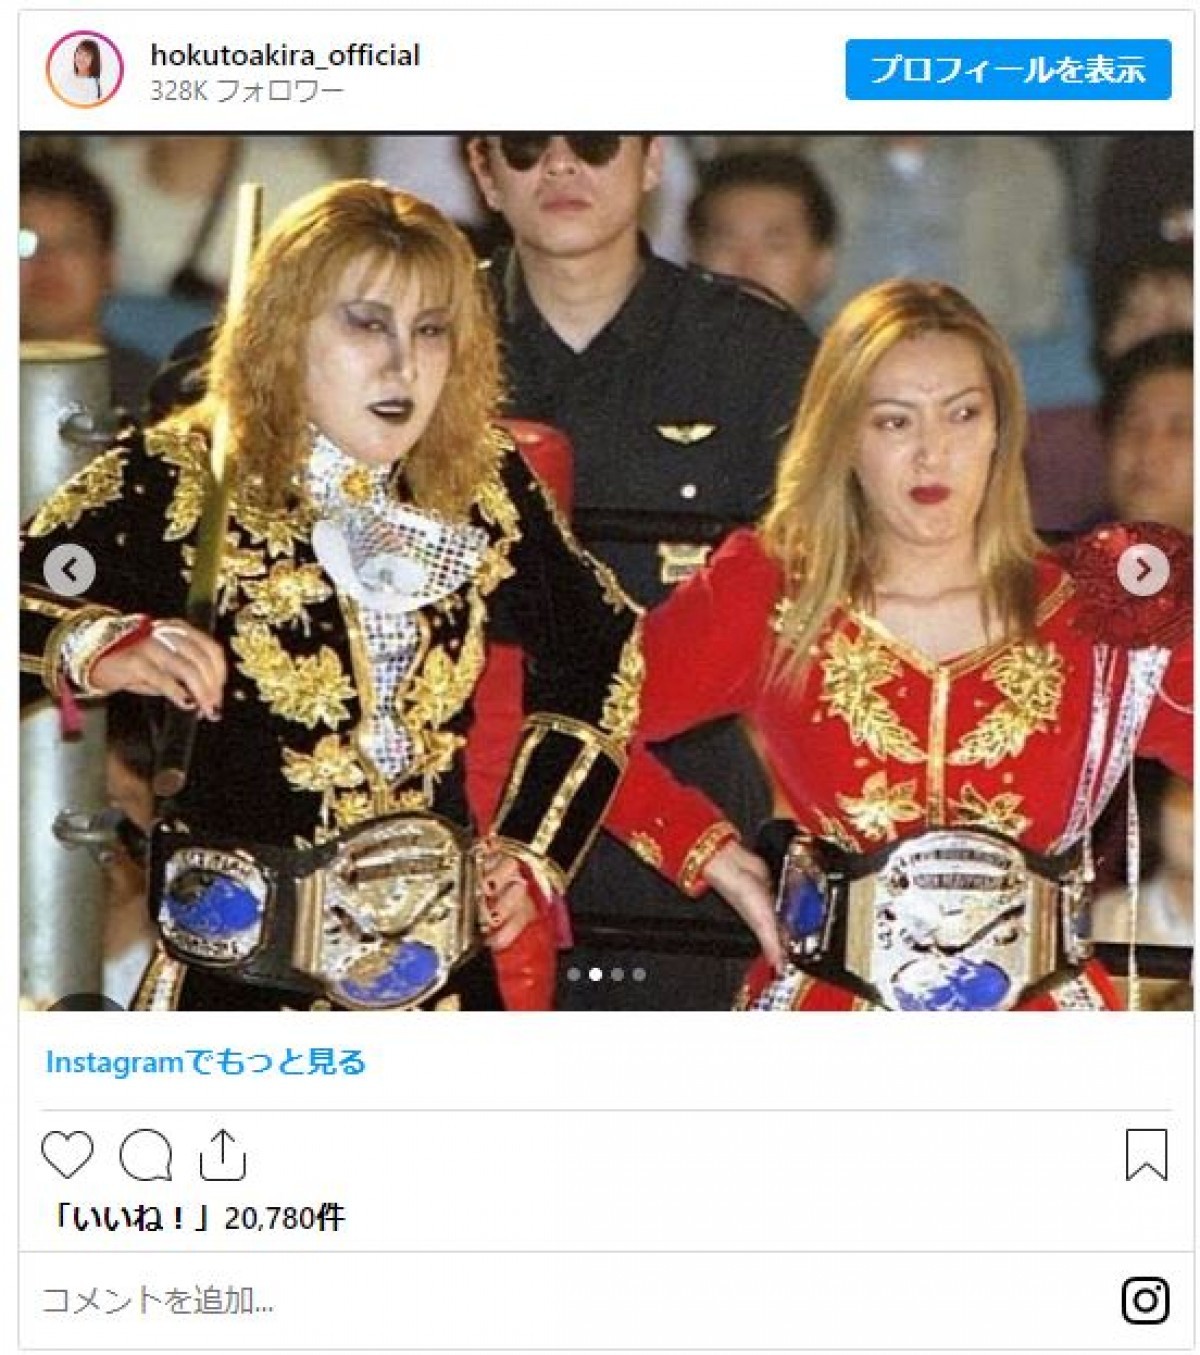 hokutoakira_official
328K フォロワー
プロフィールを表示
Instagramでもっと見る
「いいね！」20,780件
コメントを追加...